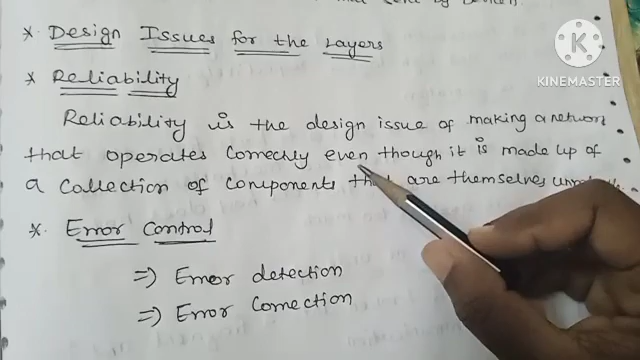 * Design Issues for the Layers
K
KINEMASTER
* Reliability
Reliability is the design issue of making a network
that operates correctly even though it is made up of
a collection of components that are themselves
* Error Control
⇒ Error detection
⇒ Error correction